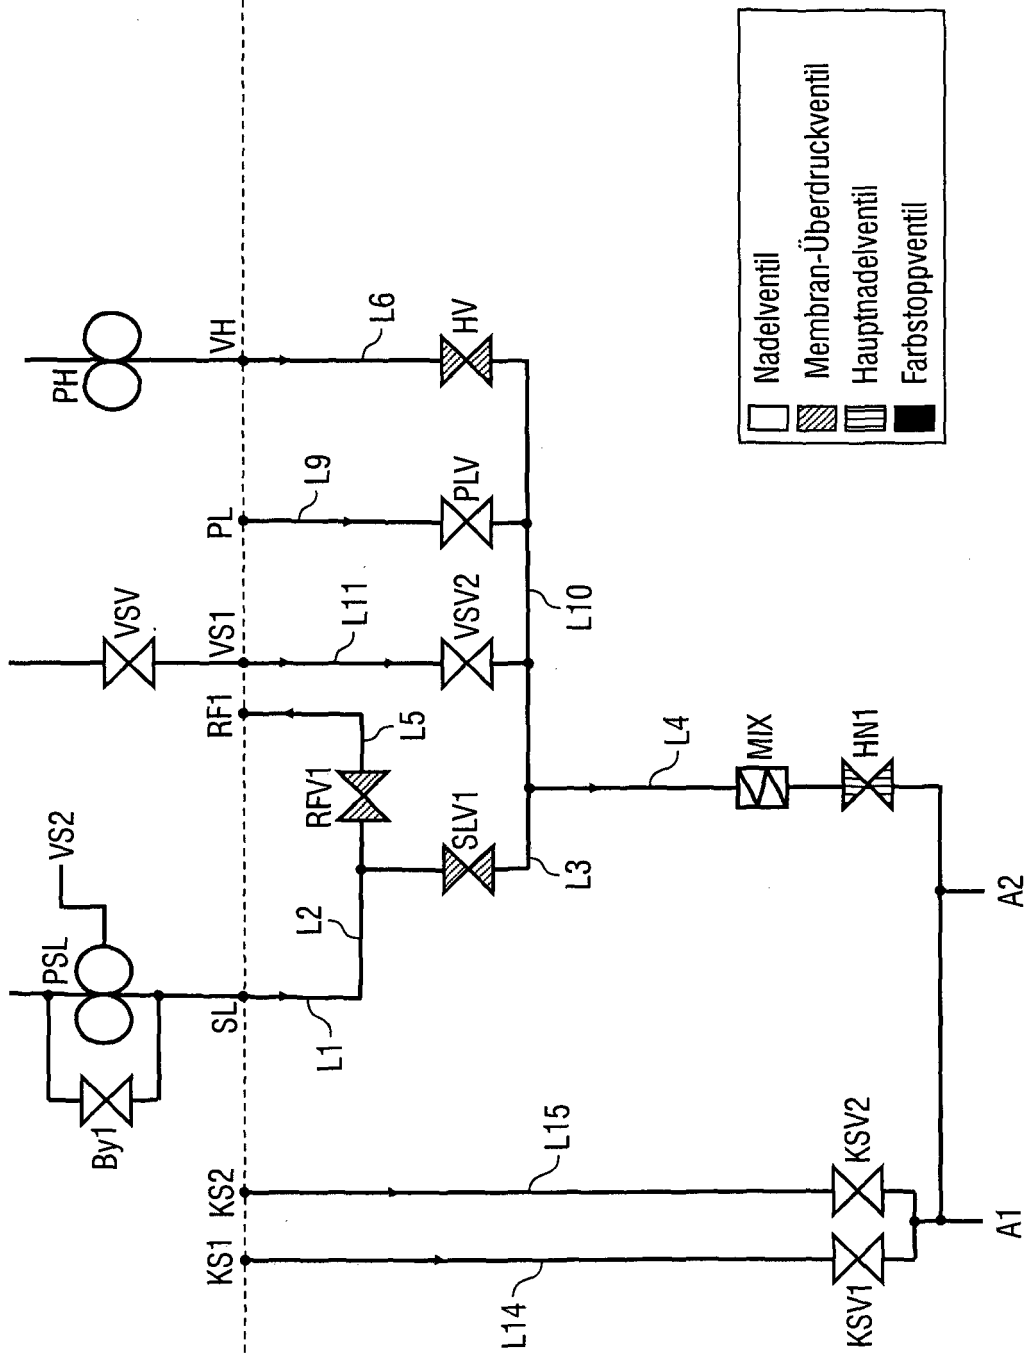 PH
VH
L6
HV
PL
L9
PLV
VSV
VS1
L11
VSV2
L10
RF1
L5
RFV1
SLV1
L3
L4
MIX
HN1
VS2
PSL
By1
SL
L1
L2
KS2
L15
KSV2
KS1
L14
KSV1
A1
A2
Nadelventil
Membran-Überdruckventil
Hauptnadelventil
Farbstoppventil